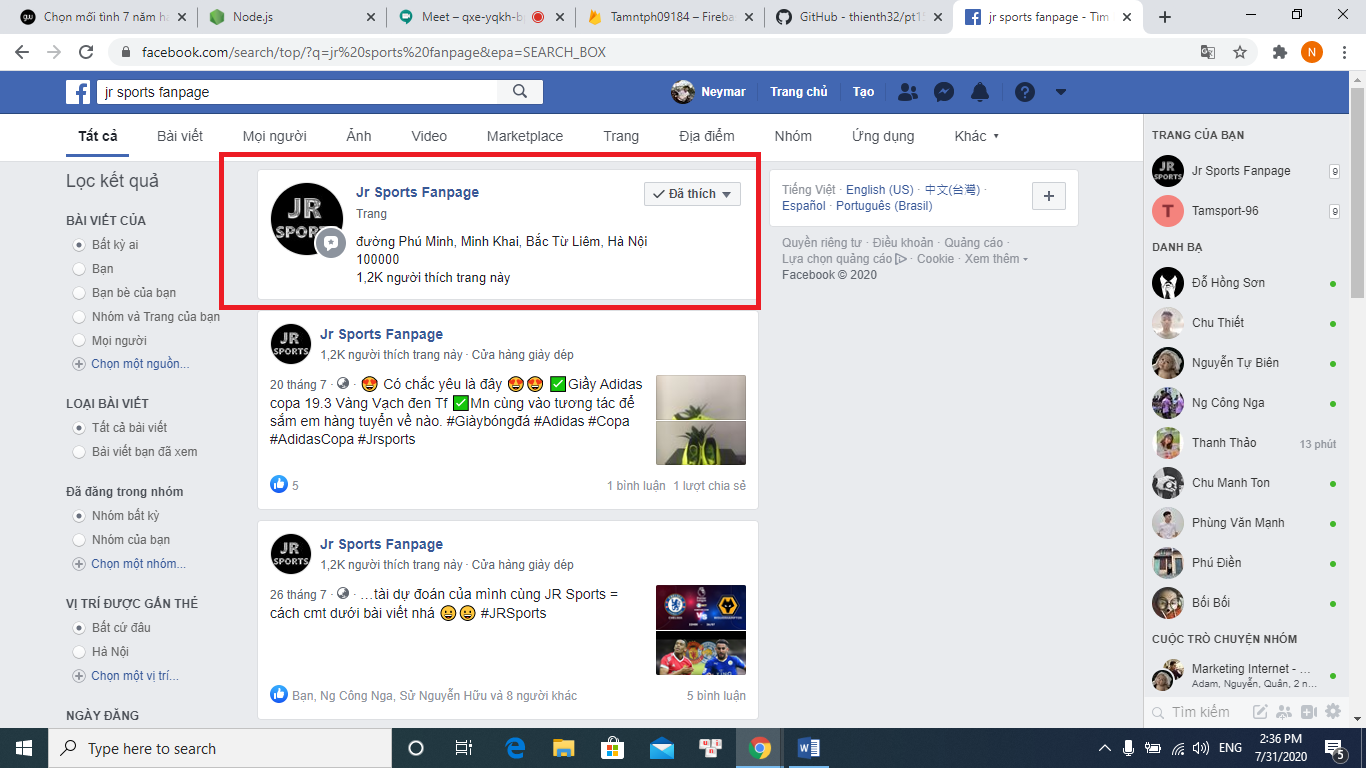 Chọn mối tình 7 năm h
Node.js
Meet – qxe-yqkh-b
Tamntph09184 – Fireb
GitHub - thienth32/pt1
jr sports fanpage - Tìm
facebook.com/search/top/?q=jr%20sports%20fanpage&epa=SEARCH_BOX
N
jr sports fanpage
Neymar
Trang chủ
Tạo
Tất cả
Bài viết
Mọi người
Ảnh
Video
Marketplace
Trang
Địa điểm
Nhóm
Ứng dụng
Khác
Lọc kết quả
BÀI VIẾT CỦA
Bất kỳ ai
Bạn
Bạn bè của bạn
Nhóm và Trang của bạn
Mọi người
Chọn một nguồn...
LOẠI BÀI VIẾT
Tất cả bài viết
Bài viết bạn đã xem
Đã đăng trong nhóm
Nhóm bất kỳ
Nhóm của bạn
Chọn một nhóm...
VỊ TRÍ ĐƯỢC GẮN THẺ
Bất cứ đâu
Hà Nội
Chọn một vị trí...
NGÀY ĐĂNG
JR
SPORTS
Jr Sports Fanpage
Đã thích
Trang
đường Phú Minh, Minh Khai, Bắc Từ Liêm, Hà Nội
100000
1,2K người thích trang này
JR
SPORTS
Jr Sports Fanpage
1,2K người thích trang này · Cửa hàng giày dép
20 tháng 7 · · 🤩 Có chắc yêu là đây 🤩🤩 ✅Giầy Adidas
copa 19.3 Vàng Vạch đen Tf ✅Mn cùng vào tương tác để
sắm em hàng tuyển về nào. #Giàybóngđá #Adidas #Copa
#AdidasCopa #Jrsports
5
1 bình luận 1 lượt chia sẻ
JR
SPORTS
Jr Sports Fanpage
1,2K người thích trang này · Cửa hàng giày dép
26 tháng 7 · · …tài dự đoán của mình cùng JR Sports =
cách cmt dưới bài viết nhá 😀😀 #JRSports
Bạn, Ng Công Nga, Sử Nguyễn Hữu và 8 người khác
5 bình luận
Tiếng Việt · English (US) · 中文(台灣) ·
Español · Português (Brasil)
Quyền riêng tư · Điều khoản · Quảng cáo ·
Lựa chọn quảng cáo · Cookie · Xem thêm
Facebook © 2020
TRANG CỦA BẠN
JR
SPORTS
Jr Sports Fanpage
9
T
Tamsport-96
9
DANH BẠ
Đỗ Hồng Sơn
Chu Thiết
Nguyễn Tự Biên
Ng Công Nga
Thanh Thảo
13 phút
Chu Manh Ton
Phùng Văn Mạnh
Phú Điền
Bối Bối
CUỘC TRÒ CHUYỆN NHÓM
Marketing Internet - ...
Adam, Nguyễn, Quân, 2 n...
Tìm kiếm
Type here to search
ENG
2:36 PM
7/31/2020
5